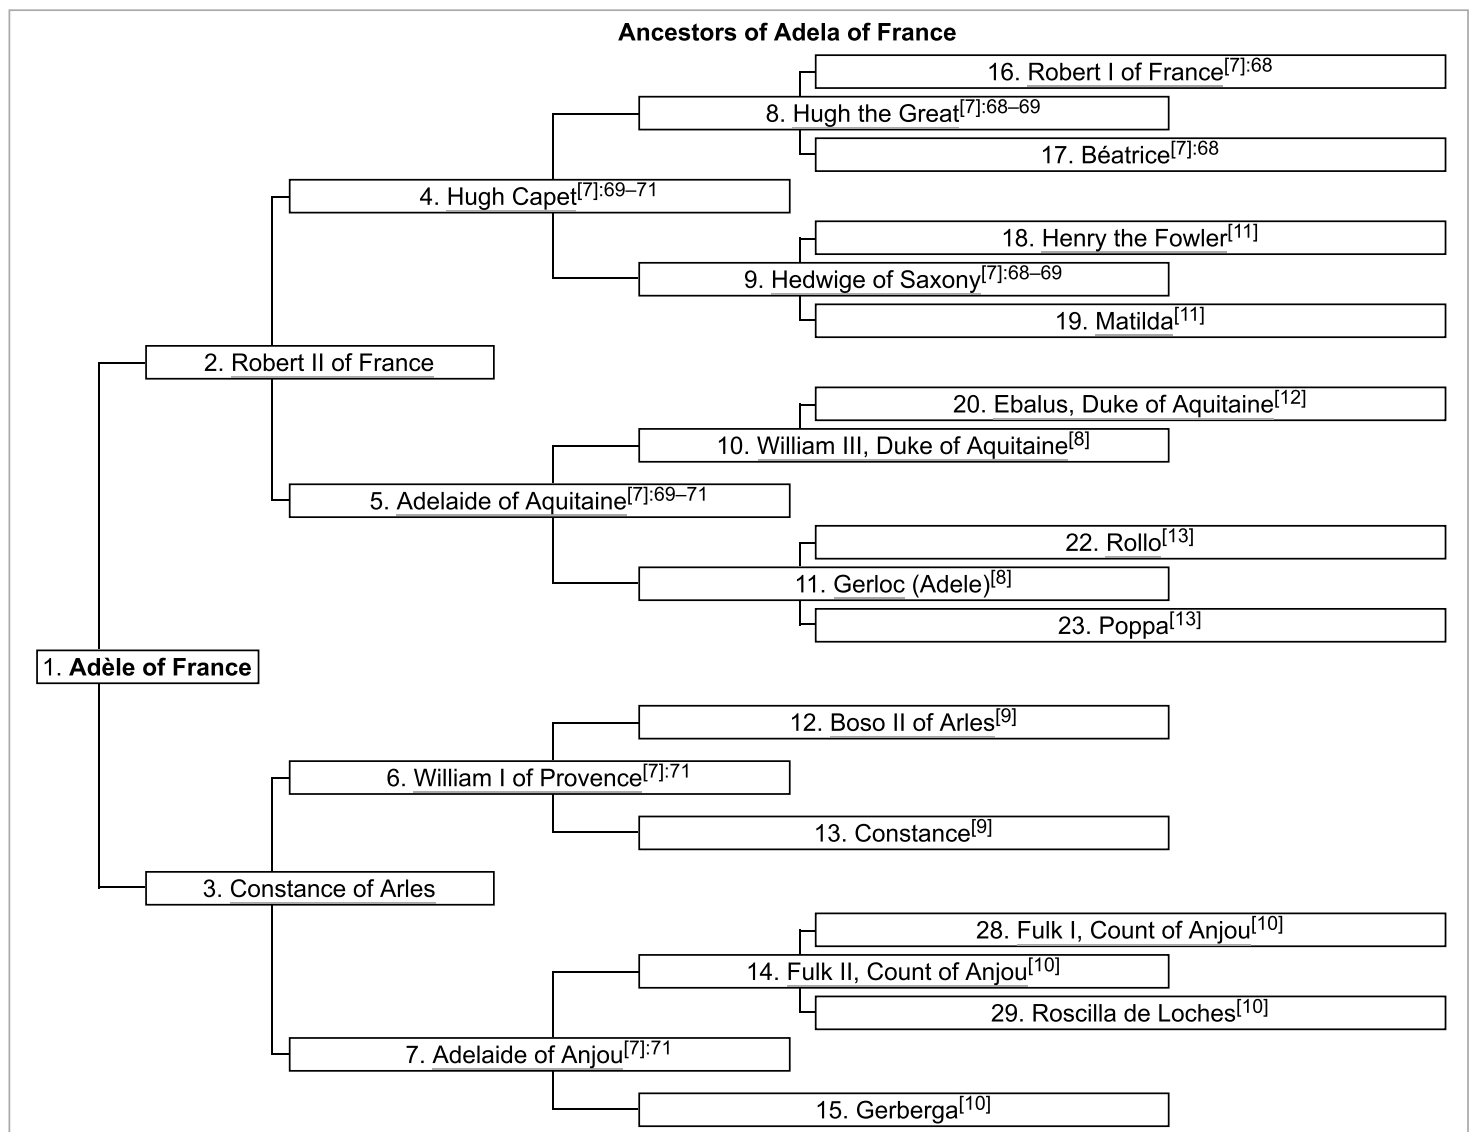 Ancestors of Adela of France
16. Robert I of France[7]:68
8. Hugh the Great[7]:68–69
17. Béatrice[7]:68
4. Hugh Capet[7]:69–71
18. Henry the Fowler[11]
9. Hedwige of Saxony[7]:68–69
19. Matilda[11]
2. Robert II of France
20. Ebalus, Duke of Aquitaine[12]
10. William III, Duke of Aquitaine[8]
5. Adelaide of Aquitaine[7]:69–71
22. Rollo[13]
11. Gerloc (Adele)[8]
23. Poppa[13]
1. Adèle of France
12. Boso II of Arles[9]
6. William I of Provence[7]:71
13. Constance[9]
3. Constance of Arles
28. Fulk I, Count of Anjou[10]
14. Fulk II, Count of Anjou[10]
29. Roscilla de Loches[10]
7. Adelaide of Anjou[7]:71
15. Gerberga[10]